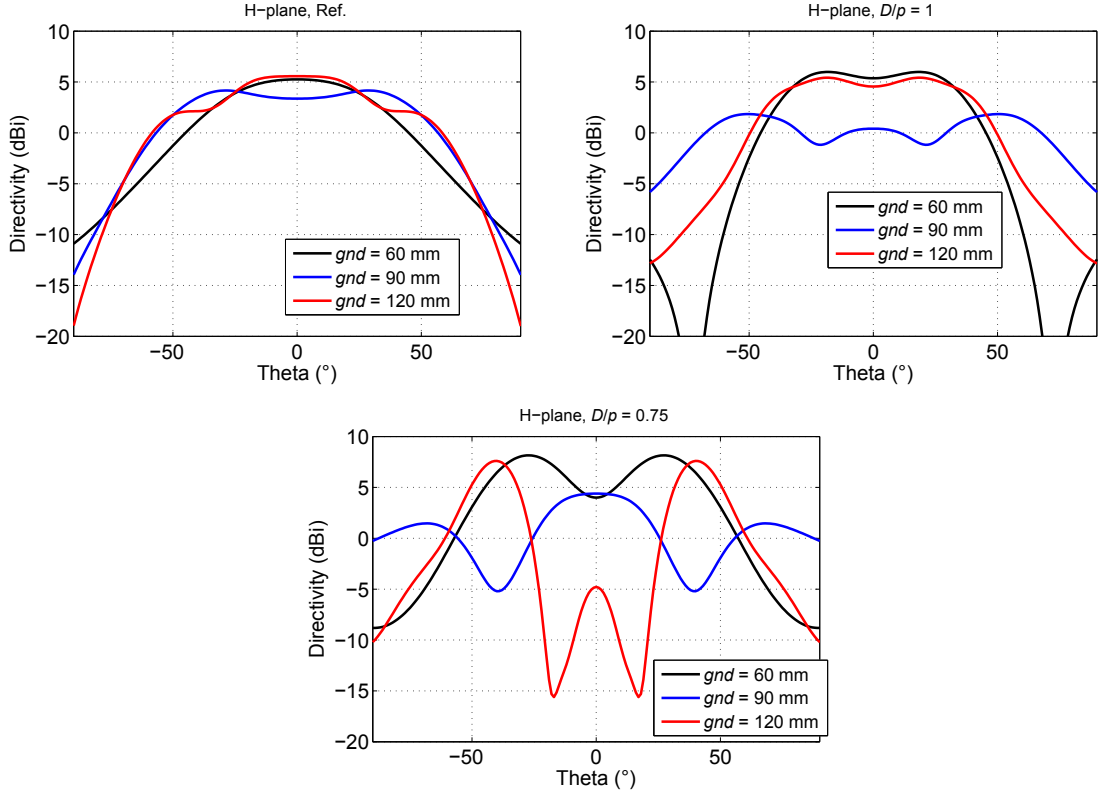 H−plane, Ref.
10
5
0
−5
−10
−15
−20
−50
0
50
Theta (°)
Directivity (dBi)
gnd = 60 mm
gnd = 90 mm
gnd = 120 mm
H−plane, D/p = 1
10
5
0
−5
−10
−15
−20
−50
0
50
Theta (°)
Directivity (dBi)
gnd = 60 mm
gnd = 90 mm
gnd = 120 mm
H−plane, D/p = 0.75
10
5
0
−5
−10
−15
−20
−50
0
50
Theta (°)
Directivity (dBi)
gnd = 60 mm
gnd = 90 mm
gnd = 120 mm